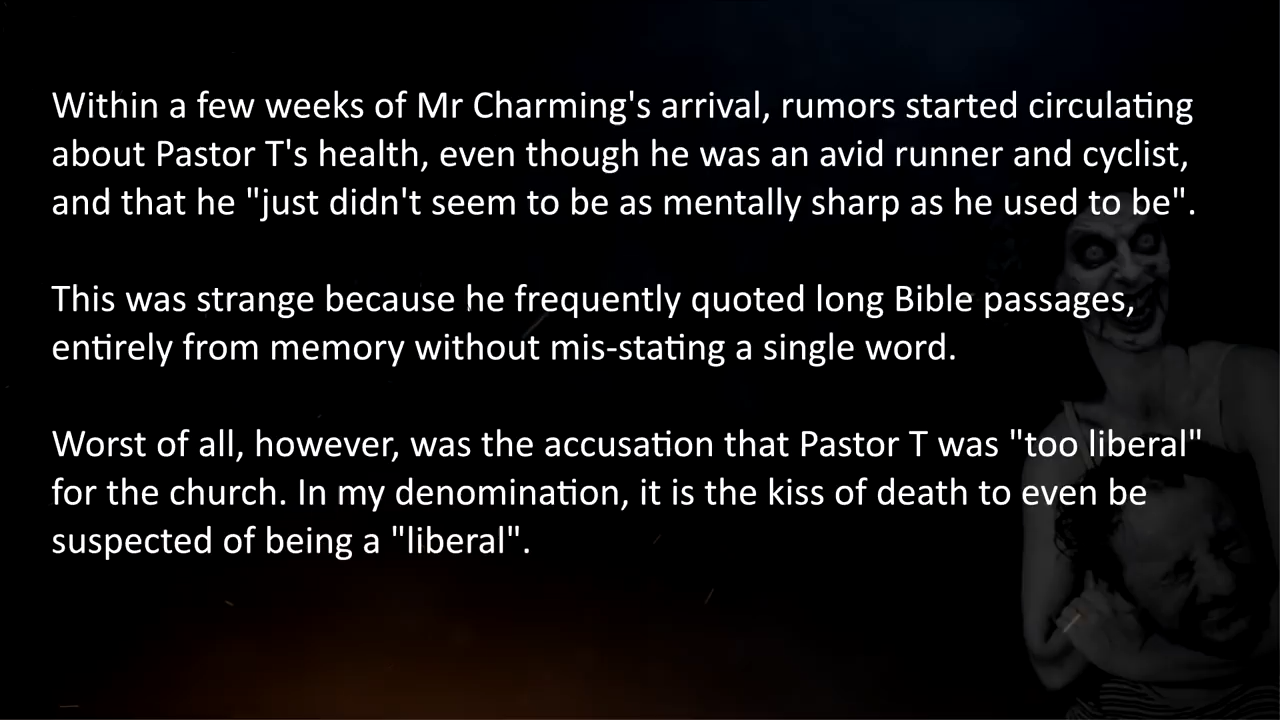 Within a few weeks of Mr Charming's arrival, rumors started circulating
about Pastor T's health, even though he was an avid runner and cyclist,
and that he "just didn't seem to be as mentally sharp as he used to be".
This was strange because he frequently quoted long Bible passages,
entirely from memory without mis-stating a single word.
Worst of all, however, was the accusation that Pastor T was "too liberal"
for the church. In my denomination, it is the kiss of death to even be
suspected of being a "liberal".